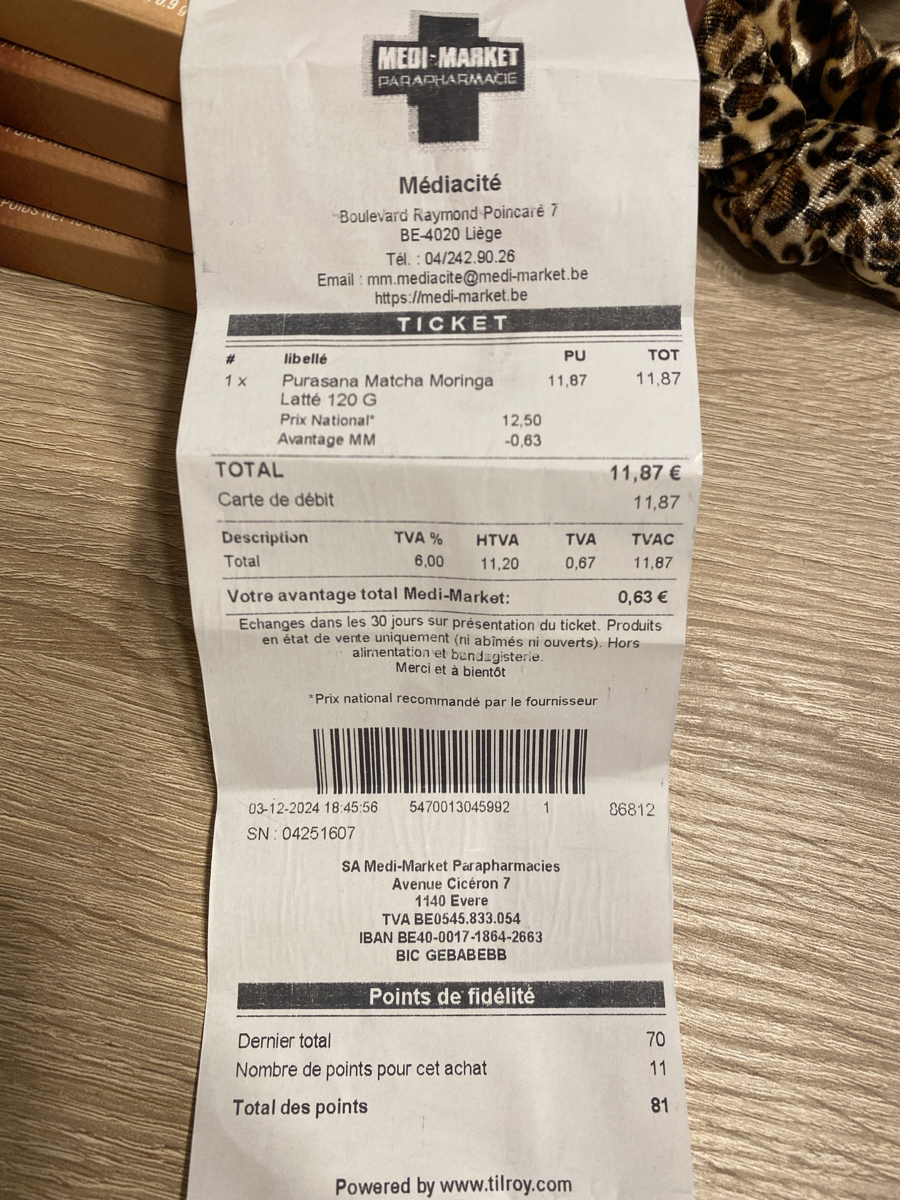 MEDI-MARKET
PARAPHARMACIE
Médiacité
Boulevard Raymond Poincaré 7
BE-4020 Liège
Tél. : 04/242.90.26
Email : mm.mediacite@medi-market.be
https://medi-market.be
TICKET
# libellé PU TOT
1 x Purasana Matcha Moringa 11,87 11,87
Latté 120 G
Prix National* 12,50
Avantage MM -0,63
TOTAL 11,87 €
Carte de débit 11,87
Description TVA % HTVA TVA TVAC
Total 6,00 11,20 0,67 11,87
Votre avantage total Medi-Market: 0,63 €
Echanges dans les 30 jours sur présentation du ticket. Produits
en état de vente uniquement (ni abîmés ni ouverts). Hors
alimentation et bandagisterie.
Merci et à bientôt
*Prix national recommandé par le fournisseur
03-12-2024 18:45:56 5470013045992 1 86812
SN : 04251607
SA Medi-Market Parapharmacies
Avenue Cicéron 7
1140 Evere
TVA BE0545.833.054
IBAN BE40-0017-1864-2663
BIC GEBABEBB
Points de fidélité
Dernier total 70
Nombre de points pour cet achat 11
Total des points 81
Powered by www.tilroy.com